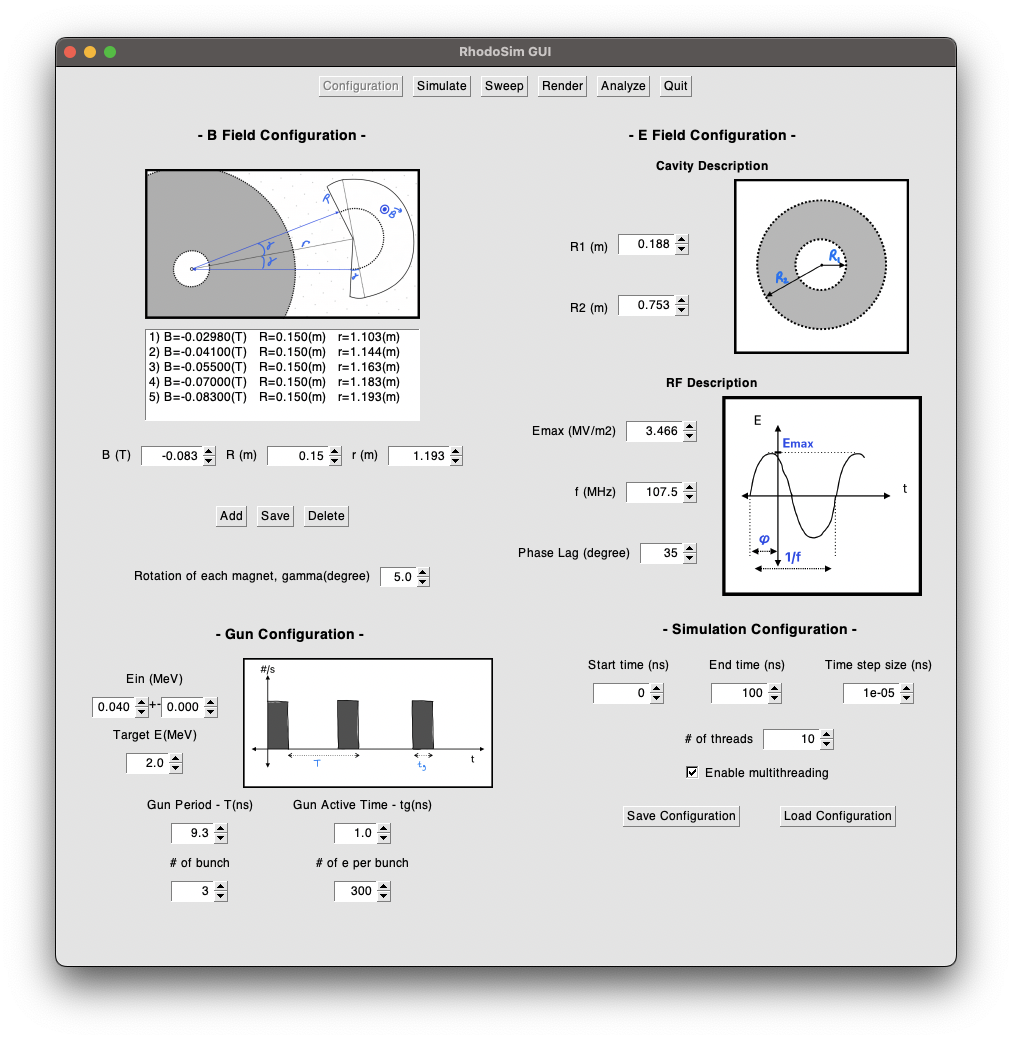 RhodoSim GUI
Configuration Simulate Sweep Render Analyze Quit
- B Field Configuration -
R
B
γ
r
γ
r
1) B=-0.02980(T) R=0.150(m) r=1.103(m)
2) B=-0.04100(T) R=0.150(m) r=1.144(m)
3) B=-0.05500(T) R=0.150(m) r=1.163(m)
4) B=-0.07000(T) R=0.150(m) r=1.183(m)
5) B=-0.08300(T) R=0.150(m) r=1.193(m)
B (T) -0.083 R (m) 0.15 r (m) 1.193
Add Save Delete
Rotation of each magnet, gamma(degree) 5.0
- Gun Configuration -
Ein (MeV)
0.040 +- 0.000
Target E(MeV)
2.0
#/s
T
tg
t
Gun Period - T(ns) Gun Active Time - tg(ns)
9.3 1.0
# of bunch # of e per bunch
3 300
- E Field Configuration -
Cavity Description
R1 (m) 0.188
R2 (m) 0.753
R1
R2
RF Description
Emax (MV/m2) 3.466
f (MHz) 107.5
Phase Lag (degree) 35
E
Emax
t
φ
1/f
- Simulation Configuration -
Start time (ns) End time (ns) Time step size (ns)
0 100 1e-05
# of threads 10
Enable multithreading
Save Configuration Load Configuration